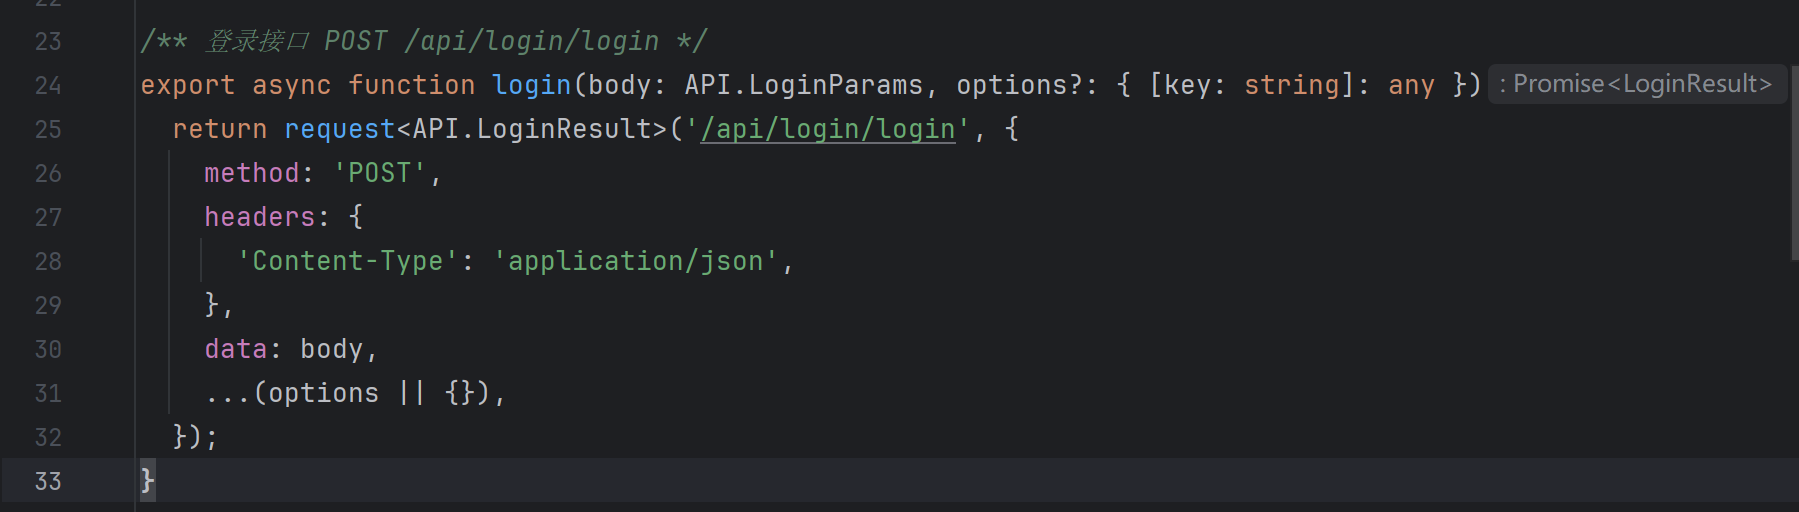 23 /** 登录接口 POST /api/login/login */
24 export async function login(body: API.LoginParams, options?: { [key: string]: any }) : Promise<LoginResult>
25 return request<API.LoginResult>('/api/login/login', {
26 method: 'POST',
27 headers: {
28 'Content-Type': 'application/json',
29 },
30 data: body,
31 ...(options || {}),
32 });
33 }